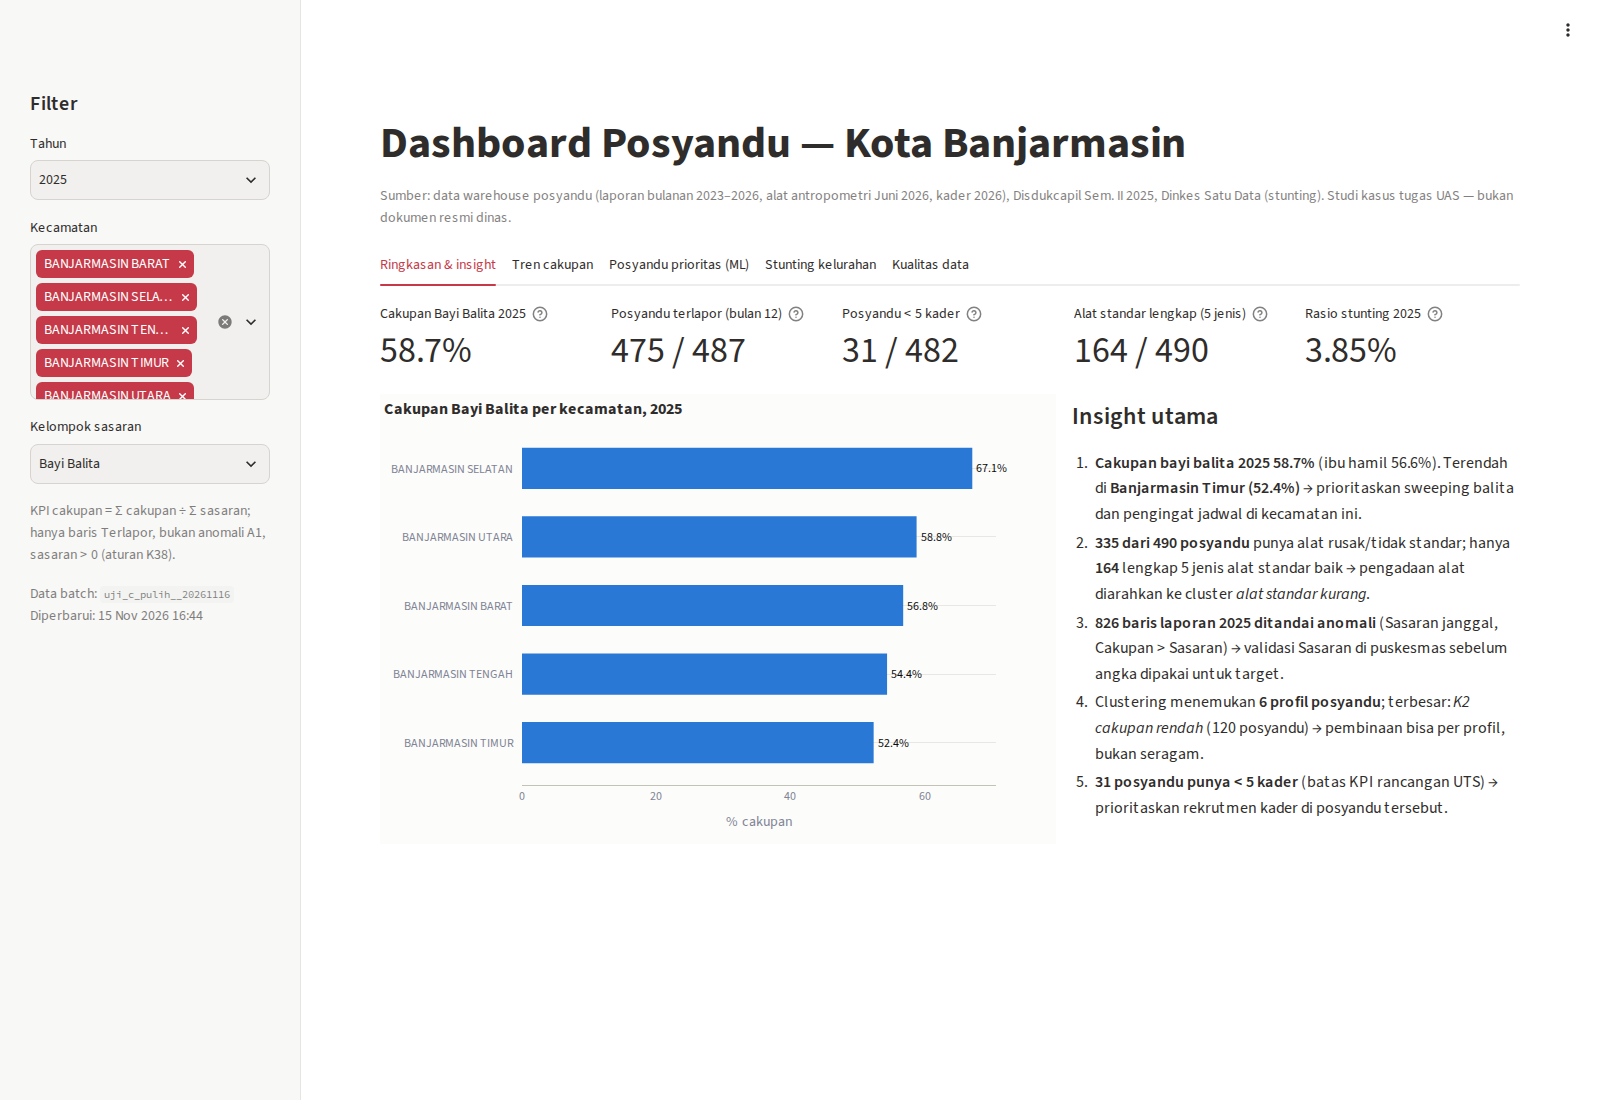 Filter
Tahun
2025
Kecamatan
BANJARMASIN BARAT
BANJARMASIN SELA...
BANJARMASIN TEN...
BANJARMASIN TIMUR
BANJARMASIN UTARA
Kelompok sasaran
Bayi Balita
KPI cakupan = Σ cakupan ÷ Σ sasaran;
hanya baris Terlapor, bukan anomali A1,
sasaran > 0 (aturan K38).
Data batch: uji_c_pulih__20261116
Diperbarui: 15 Nov 2026 16:44
Dashboard Posyandu — Kota Banjarmasin
Sumber: data warehouse posyandu (laporan bulanan 2023–2026, alat antropometri Juni 2026, kader 2026), Disdukcapil Sem. II 2025, Dinkes Satu Data (stunting). Studi kasus tugas UAS — bukan
dokumen resmi dinas.
Ringkasan & insight Tren cakupan Posyandu prioritas (ML) Stunting kelurahan Kualitas data
Cakupan Bayi Balita 2025
58.7%
Posyandu terlapor (bulan 12)
475 / 487
Posyandu < 5 kader
31 / 482
Alat standar lengkap (5 jenis)
164 / 490
Rasio stunting 2025
3.85%
Cakupan Bayi Balita per kecamatan, 2025
BANJARMASIN SELATAN 67.1%
BANJARMASIN UTARA 58.8%
BANJARMASIN BARAT 56.8%
BANJARMASIN TENGAH 54.4%
BANJARMASIN TIMUR 52.4%
0 20 40 60
% cakupan
Insight utama
1. Cakupan bayi balita 2025 58.7% (ibu hamil 56.6%). Terendah
di Banjarmasin Timur (52.4%) → prioritaskan sweeping balita
dan pengingat jadwal di kecamatan ini.
2. 335 dari 490 posyandu punya alat rusak/tidak standar; hanya
164 lengkap 5 jenis alat standar baik → pengadaan alat
diarahkan ke cluster alat standar kurang.
3. 826 baris laporan 2025 ditandai anomali (Sasaran janggal,
Cakupan > Sasaran) → validasi Sasaran di puskesmas sebelum
angka dipakai untuk target.
4. Clustering menemukan 6 profil posyandu; terbesar: K2
cakupan rendah (120 posyandu) → pembinaan bisa per profil,
bukan seragam.
5. 31 posyandu punya < 5 kader (batas KPI rancangan UTS) →
prioritaskan rekrutmen kader di posyandu tersebut.